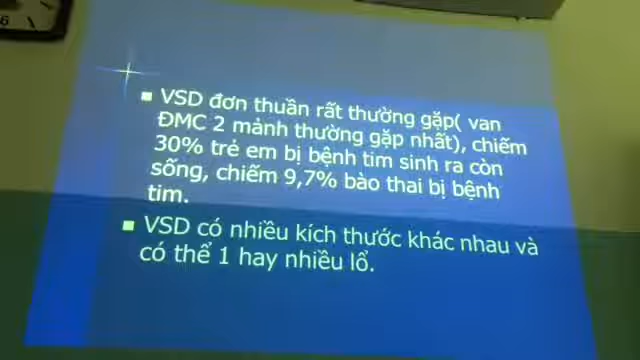 VSD đơn thuần rất thường gặp( van
ĐMC 2 mảnh thường gặp nhất), chiếm
30% trẻ em bị bệnh tim sinh ra còn
sống, chiếm 9,7% bào thai bị bệnh
tim.
VSD có nhiều kích thước khác nhau và
có thể 1 hay nhiều lổ.